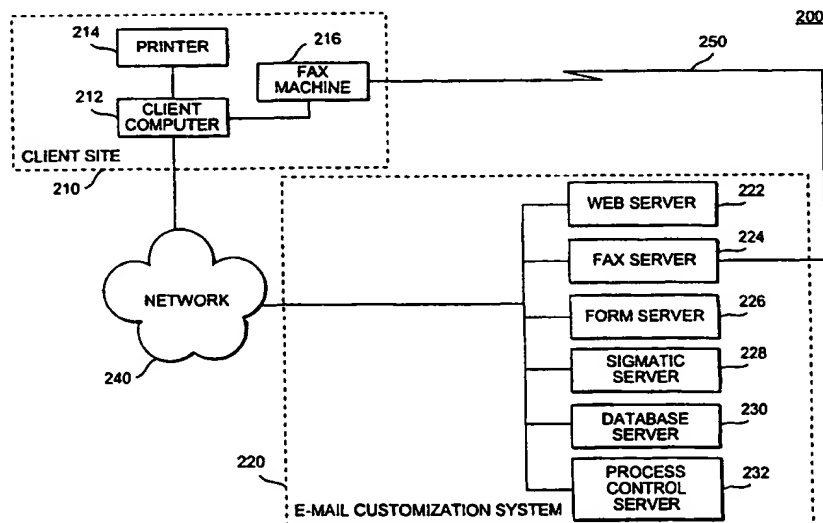 200
214
PRINTER
216
FAX
MACHINE
250
212
CLIENT
COMPUTER
CLIENT SITE
210
WEB SERVER
222
FAX SERVER
224
NETWORK
240
FORM SERVER
226
SIGMATIC
SERVER
228
DATABASE
SERVER
230
PROCESS
CONTROL
SERVER
232
220
E-MAIL CUSTOMIZATION SYSTEM